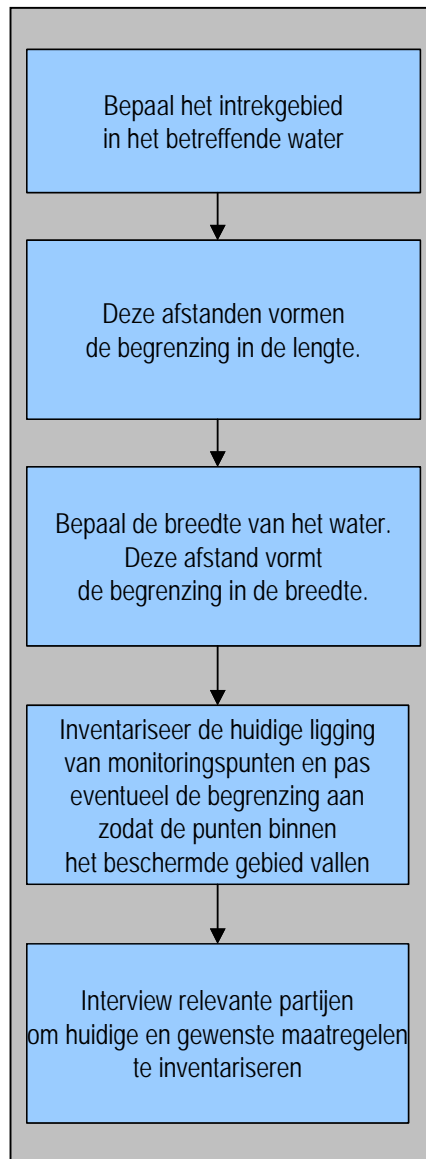 Bepaal het intrekgebied
in het betreffende water
Deze afstanden vormen
de begrenzing in de lengte.
Bepaal de breedte van het water.
Deze afstand vormt
de begrenzing in de breedte.
Inventariseer de huidige ligging
van monitoringspunten en pas
eventueel de begrenzing aan
zodat de punten binnen
het beschermde gebied vallen
Interview relevante partijen
om huidige en gewenste maatregelen
te inventariseren